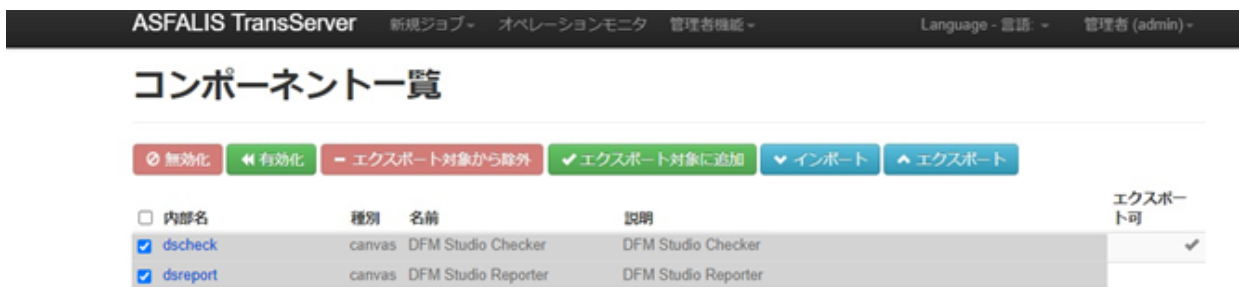 ASFALIS TransServer 新規ジョブ オペレーションモニタ 管理者機能 Language - 言語: 管理者 (admin)
コンポーネント一覧
無効化 有効化 エクスポート対象から除外 エクスポート対象に追加 インポート エクスポート
内部名 種別 名前 説明 エクスポー
ト可
dscheck canvas DFM Studio Checker DFM Studio Checker
dsreport canvas DFM Studio Reporter DFM Studio Reporter